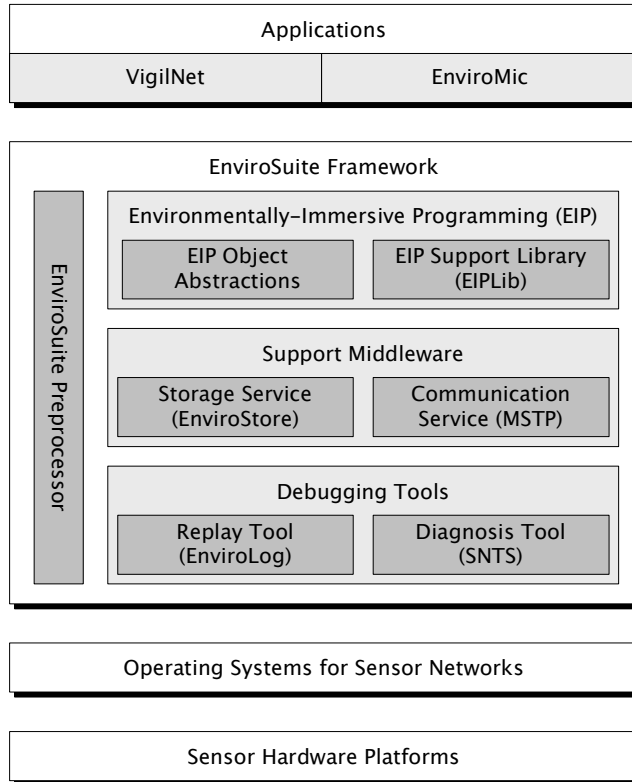 Applications
VigilNet
EnviroMic
EnviroSuite Framework
EnviroSuite Preprocessor
Environmentally-Immersive Programming (EIP)
EIP Object
Abstractions
EIP Support Library
(EIPLib)
Support Middleware
Storage Service
(EnviroStore)
Communication
Service (MSTP)
Debugging Tools
Replay Tool
(EnviroLog)
Diagnosis Tool
(SNTS)
Operating Systems for Sensor Networks
Sensor Hardware Platforms